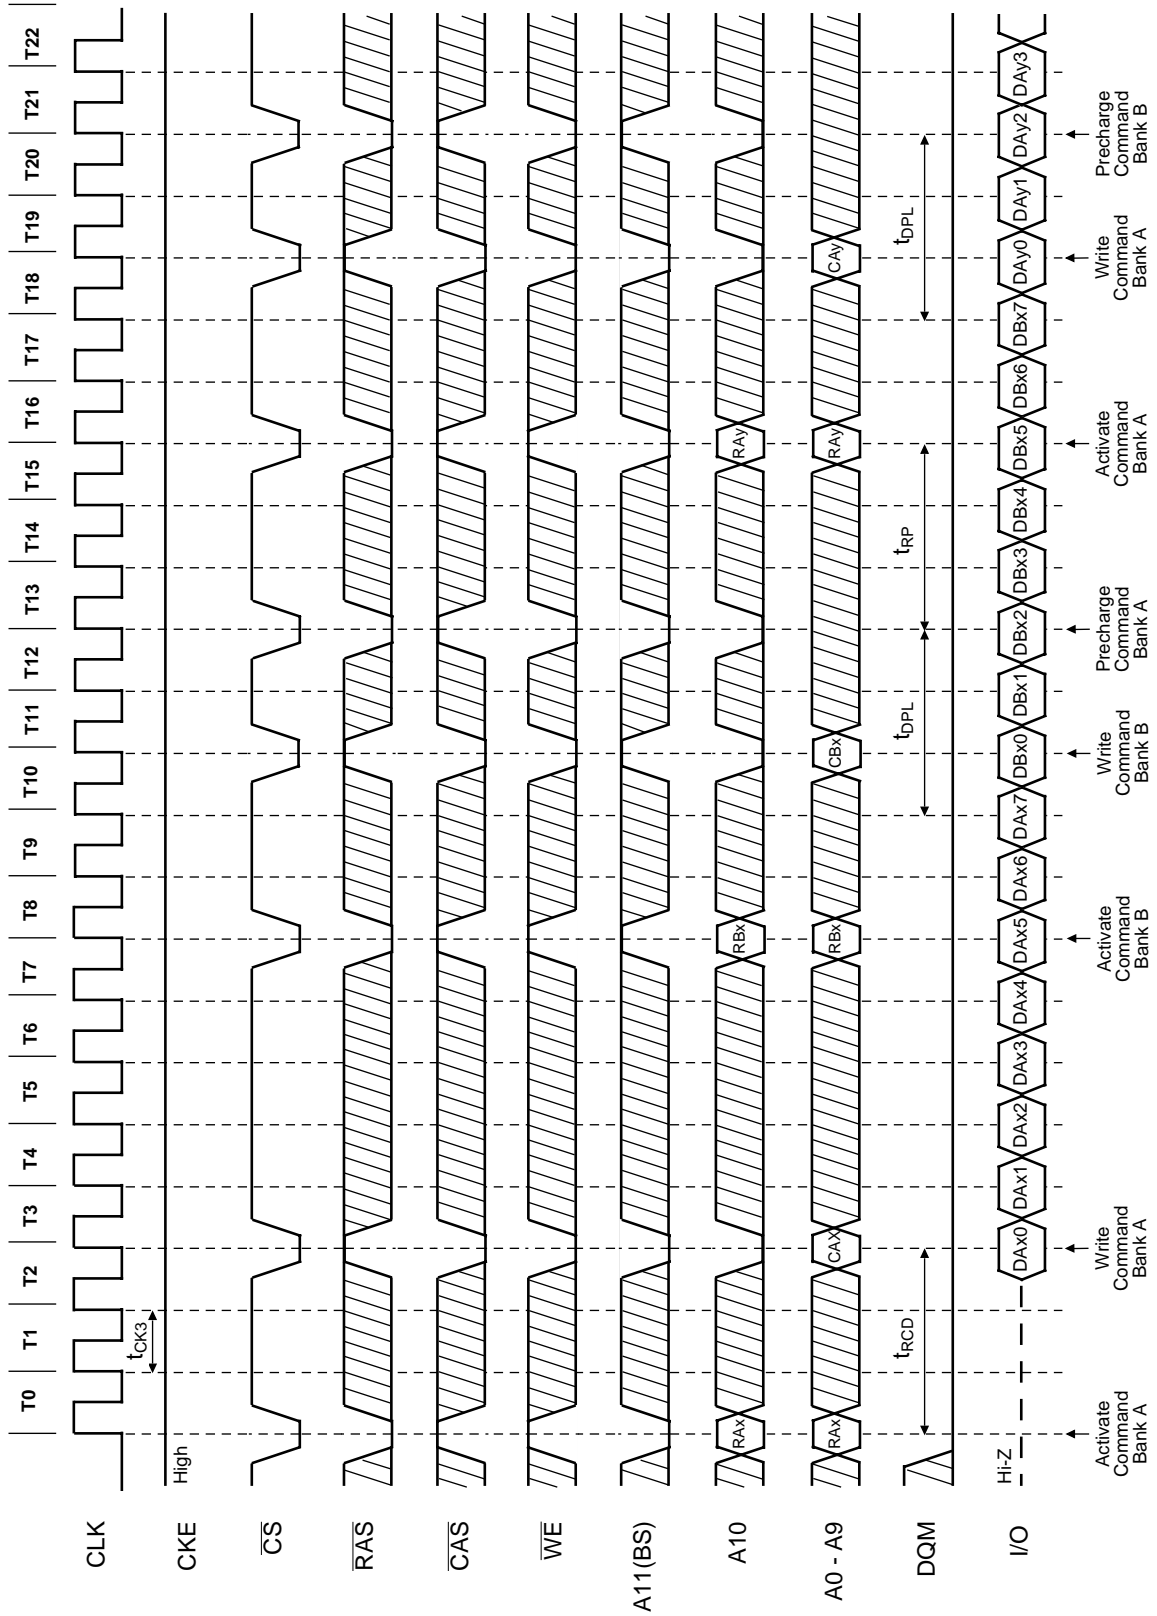 T0 T1 T2 T3 T4 T5 T6 T7 T8 T9 T10 T11 T12 T13 T14 T15 T16 T17 T18 T19 T20 T21 T22
CLK
tCK3
CKE
High
CS
RAS
CAS
WE
A11(BS)
A10
RAx RBx RAy
A0 - A9
RAx CAX RBx CBx RAy CAy
DQM
tRCD tDPL tRP tDPL
I/O
Hi-Z
DAx0 DAx1 DAx2 DAx3 DAx4 DAx5 DAx6 DAx7 DBx0 DBx1 DBx2 DBx3 DBx4 DBx5 DBx6 DBx7 DAy0 DAy1 DAy2 DAy3
Activate
Command
Bank A
Write
Command
Bank A
Activate
Command
Bank B
Write
Command
Bank B
Precharge
Command
Bank A
Activate
Command
Bank A
Write
Command
Bank A
Precharge
Command
Bank B